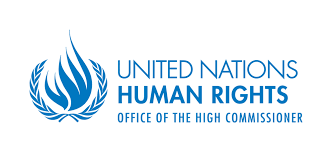 UNITED NATIONS
HUMAN RIGHTS
OFFICE OF THE HIGH COMMISSIONER